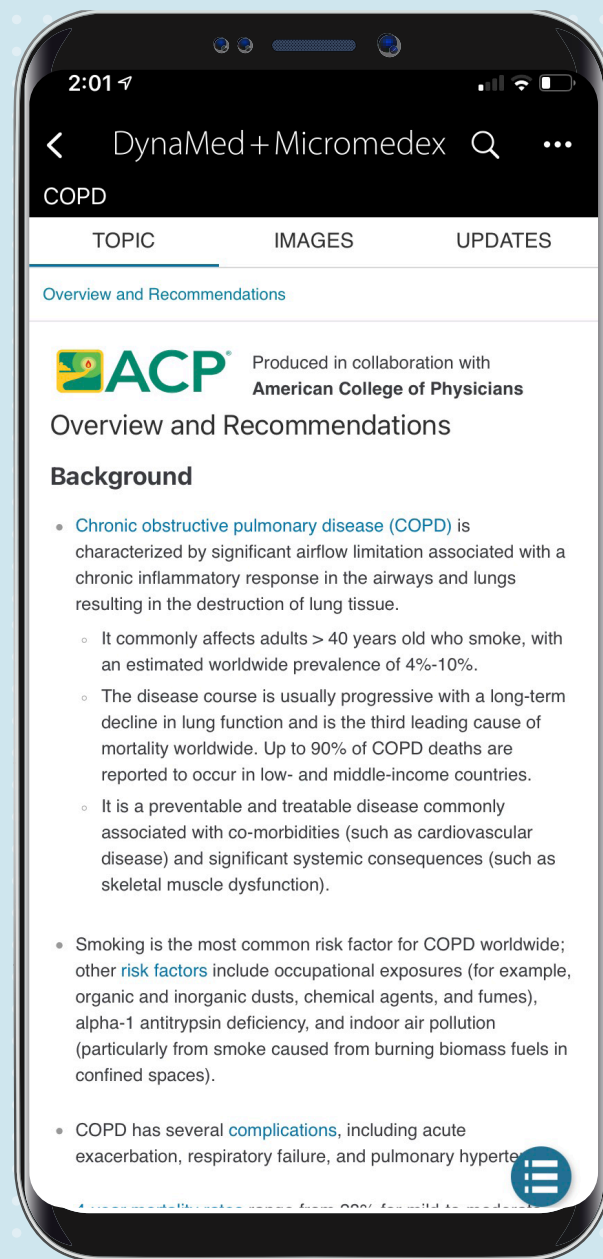 2:01
DynaMed + Micromedex
COPD
TOPIC IMAGES UPDATES
Overview and Recommendations
ACP® Produced in collaboration with
American College of Physicians
Overview and Recommendations
Background
• Chronic obstructive pulmonary disease (COPD) is
characterized by significant airflow limitation associated with a
chronic inflammatory response in the airways and lungs
resulting in the destruction of lung tissue.
◦ It commonly affects adults > 40 years old who smoke, with
an estimated worldwide prevalence of 4%-10%.
◦ The disease course is usually progressive with a long-term
decline in lung function and is the third leading cause of
mortality worldwide. Up to 90% of COPD deaths are
reported to occur in low- and middle-income countries.
◦ It is a preventable and treatable disease commonly
associated with co-morbidities (such as cardiovascular
disease) and significant systemic consequences (such as
skeletal muscle dysfunction).
• Smoking is the most common risk factor for COPD worldwide;
other risk factors include occupational exposures (for example,
organic and inorganic dusts, chemical agents, and fumes),
alpha-1 antitrypsin deficiency, and indoor air pollution
(particularly from smoke caused from burning biomass fuels in
confined spaces).
• COPD has several complications, including acute
exacerbation, respiratory failure, and pulmonary hyperte